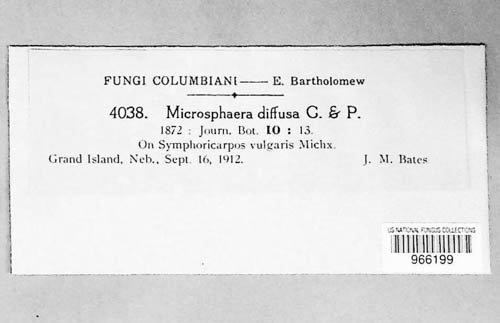 FUNGI COLUMBIANI — E. Bartholomew
4038. Microsphaera diffusa C. & P.
1872 : Journ. Bot. 10 : 13.
On Symphoricarpos vulgaris Michx.
Grand Island, Neb., Sept. 16, 1912. J. M. Bates
US NATIONAL FUNGUS COLLECTIONS
966199